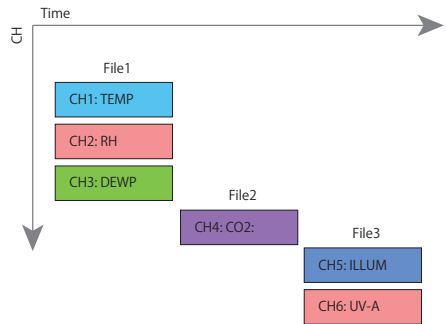 Time
CH
File1
CH1: TEMP
CH2: RH
CH3: DEWP
File2
CH4: CO2:
File3
CH5: ILLUM
CH6: UV-A